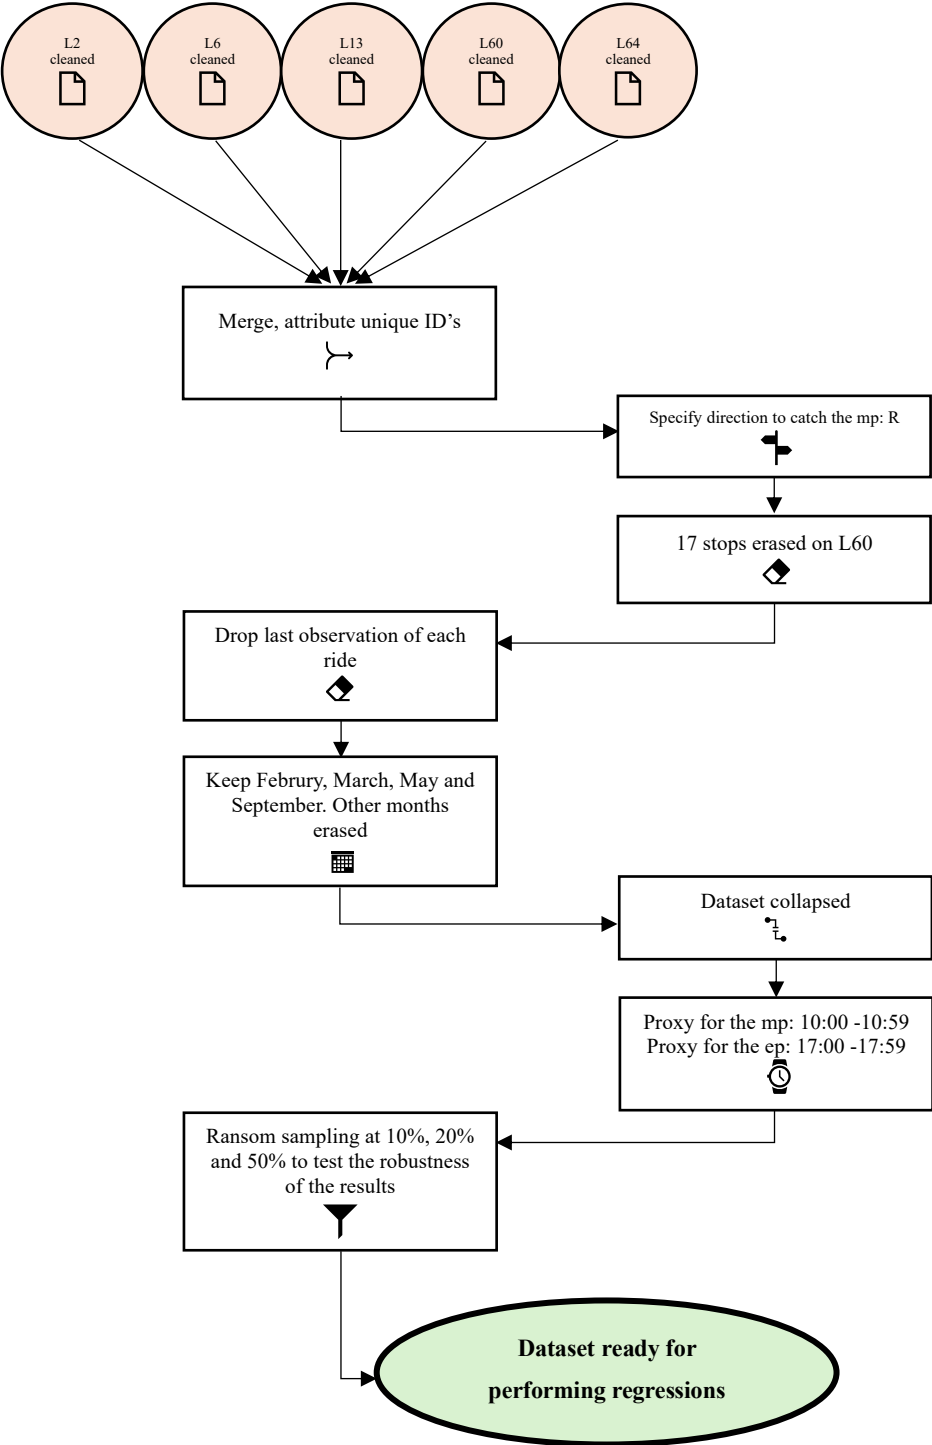 L2
cleaned
L6
cleaned
L13
cleaned
L60
cleaned
L64
cleaned
Merge, attribute unique ID’s
Specify direction to catch the mp: R
17 stops erased on L60
Drop last observation of each
ride
Keep Februry, March, May and
September. Other months
erased
Dataset collapsed
Proxy for the mp: 10:00 -10:59
Proxy for the ep: 17:00 -17:59
Ransom sampling at 10%, 20%
and 50% to test the robustness
of the results
Dataset ready for
performing regressions